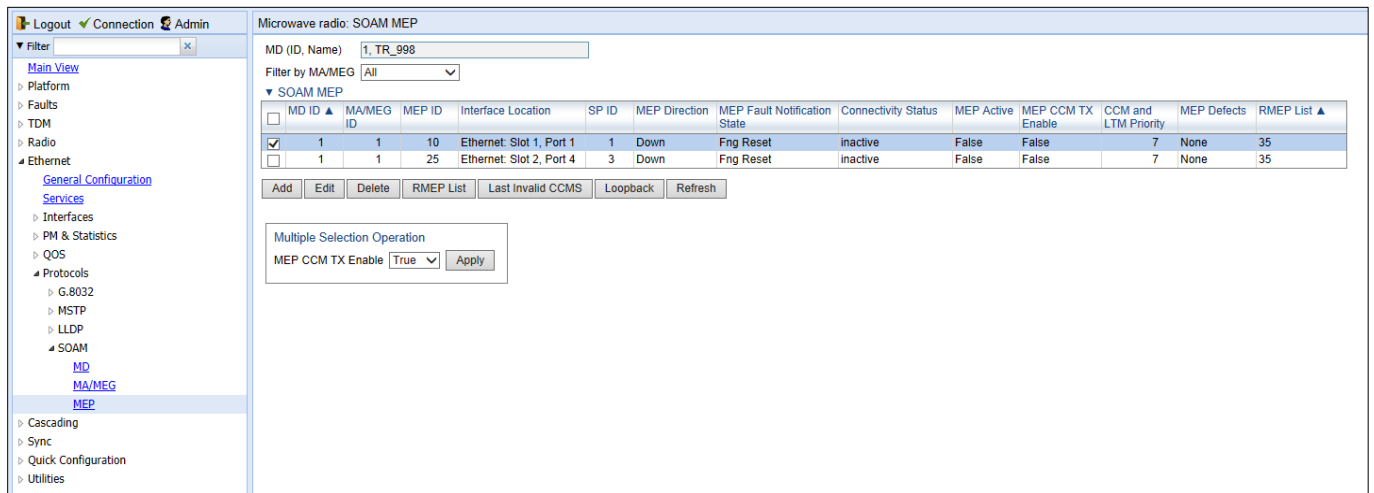 Logout Connection Admin
Filter
Main View
Platform
Faults
TDM
Radio
Ethernet
General Configuration
Services
Interfaces
PM & Statistics
QOS
Protocols
G.8032
MSTP
LLDP
SOAM
MD
MA/MEG
MEP
Cascading
Sync
Quick Configuration
Utilities
Microwave radio: SOAM MEP
MD (ID, Name) 1, TR_998
Filter by MA/MEG All
SOAM MEP
MD ID ▲ MA/MEG ID MEP ID Interface Location SP ID MEP Direction MEP Fault Notification State Connectivity Status MEP Active MEP CCM TX Enable CCM and LTM Priority MEP Defects RMEP List ▲
1 1 10 Ethernet: Slot 1, Port 1 1 Down Fng Reset inactive False False 7 None 35
1 1 25 Ethernet: Slot 2, Port 4 3 Down Fng Reset inactive False False 7 None 35
Add Edit Delete RMEP List Last Invalid CCMS Loopback Refresh
Multiple Selection Operation
MEP CCM TX Enable True Apply